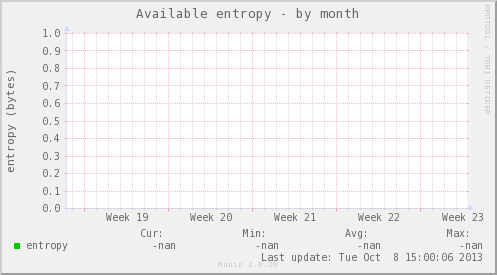 Available entropy - by month
RRDTOOL / TOBI OETIKER
entropy (bytes)
1.0
0.9
0.8
0.7
0.6
0.5
0.4
0.3
0.2
0.1
0.0
Week 19 Week 20 Week 21 Week 22 Week 23
Cur: Min: Avg: Max:
entropy -nan -nan -nan -nan
Last update: Tue Oct  8 15:00:06 2013
Munin 2.0.20